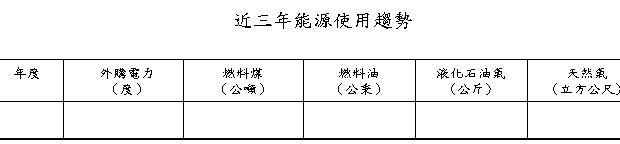 近三年能源使用趨勢
年度 外購電力 燃料煤 燃料油 液化石油氣 天然氣
(度) (公噸) (公秉) (公斤) (立方公尺)